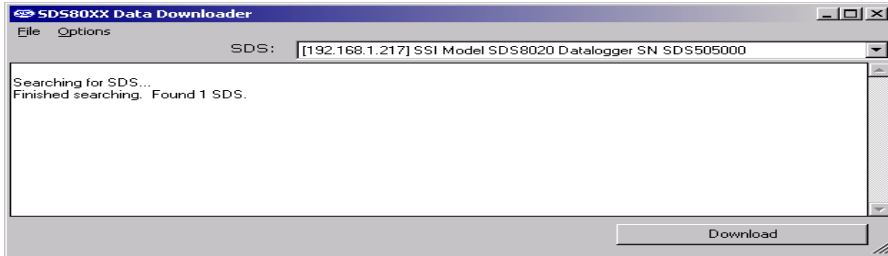 SDS80XX Data Downloader
File Options
SDS: [192.168.1.217] SSI Model SDS8020 Datalogger SN SDS505000
Searching for SDS...
Finished searching. Found 1 SDS.
Download